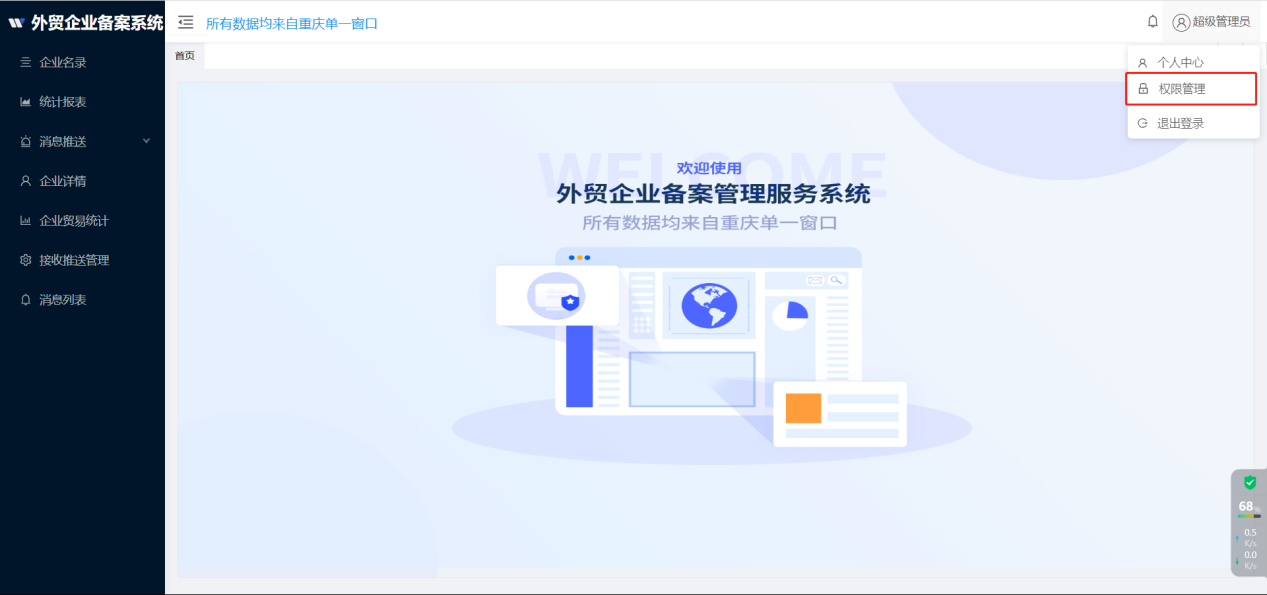 外贸企业备案系统
所有数据均来自重庆单一窗口
超级管理员
首页
企业名录
统计报表
消息推送
企业详情
企业贸易统计
接收推送管理
消息列表
个人中心
权限管理
退出登录
WELCOME
欢迎使用
外贸企业备案管理服务系统
所有数据均来自重庆单一窗口
68%
0.5
K/s
0.0
K/s